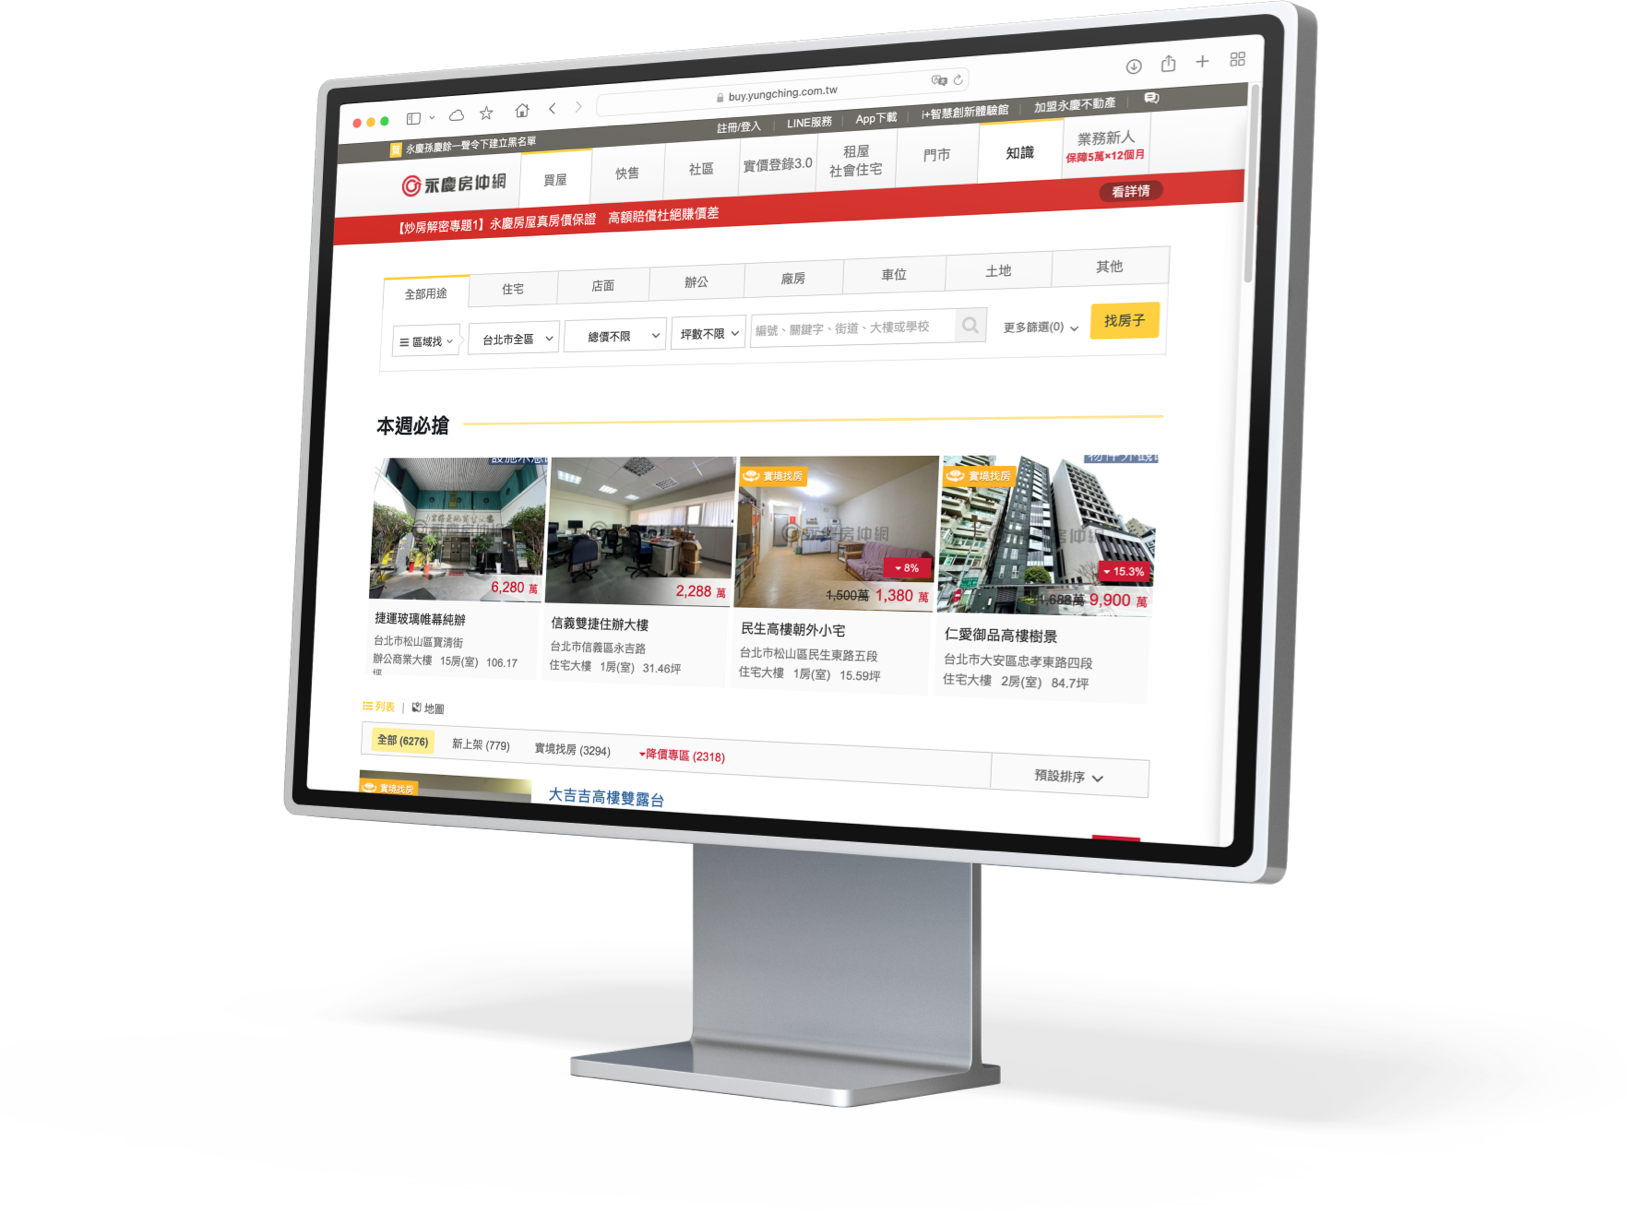 buy.yungching.com.tw
賀 永慶孫慶餘一聲令下建立黑名單
註冊/登入 | LINE服務 | App下載 | i+智慧創新體驗館 | 加盟永慶不動產 |
永慶房仲網
買屋
快售
社區
實價登錄3.0
租屋
社會住宅
門市
知識
業務新人
保障5萬×12個月
【炒房解密專題1】永慶房屋真房價保證 高額賠償杜絕賺價差
看詳情
全部用途
住宅
店面
辦公
廠房
車位
土地
其他
區域找
台北市全區
總價不限
坪數不限
編號、關鍵字、街道、大樓或學校
更多篩選(0)
找房子
本週必搶
6,280 萬
捷運玻璃帷幕純辦
台北市松山區寶清街
辦公商業大樓 15房(室) 106.17
坪
永慶房仲網
2,288 萬
信義雙捷住辦大樓
台北市信義區永吉路
住宅大樓 1房(室) 31.46坪
實境找房
永慶房仲網
8%
1,500萬 1,380 萬
民生高樓朝外小宅
台北市松山區民生東路五段
住宅大樓 1房(室) 15.59坪
實境找房
15.3%
9,900 萬
仁愛御品高樓樹景
台北市大安區忠孝東路四段
住宅大樓 2房(室) 84.7坪
列表 | 地圖
全部 (6276)
新上架 (779)
實境找房 (3294)
降價專區 (2318)
預設排序
實境找房
大吉吉高樓雙露台